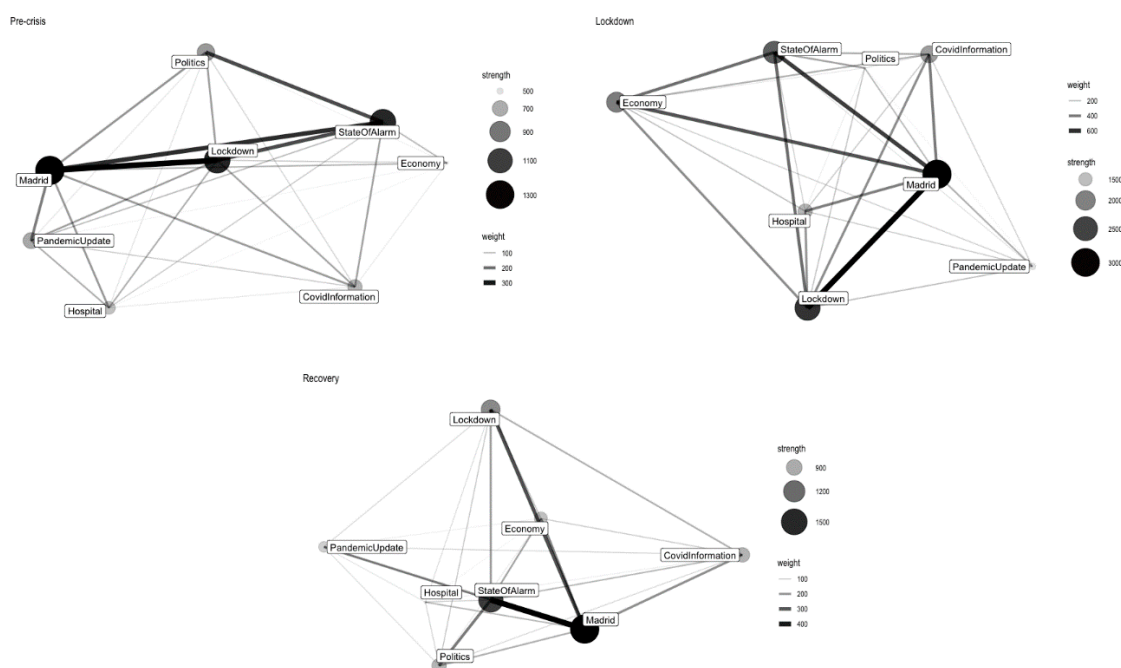 Pre-crisis
Politics
StateOfAlarm
Lockdown
Economy
Madrid
PandemicUpdate
CovidInformation
Hospital
strength
500
700
900
1100
1300
weight
100
200
300
Lockdown
StateOfAlarm
CovidInformation
Politics
Economy
Madrid
Hospital
PandemicUpdate
Lockdown
weight
200
400
600
strength
1500
2000
2500
3000
Recovery
Lockdown
Economy
PandemicUpdate
CovidInformation
Hospital
StateOfAlarm
Madrid
Politics
strength
900
1200
1500
weight
100
200
300
400